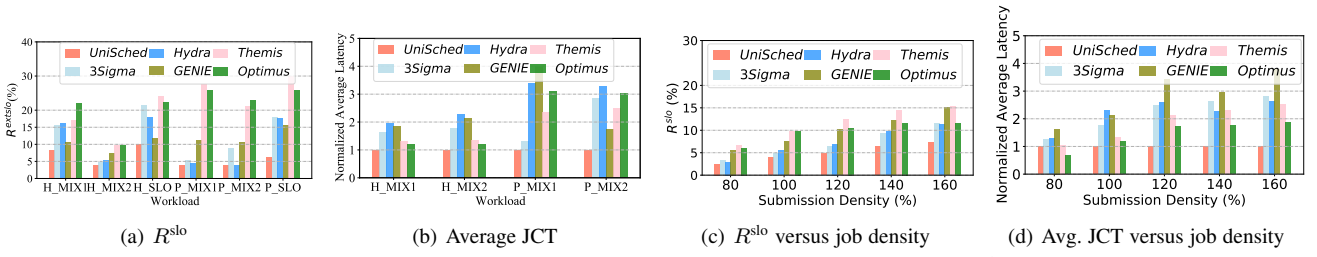 40
30
20
15
10
5
0
R^extslo (%)
UniSched Hydra Themis
3Sigma GENIE Optimus
H_MIX1 H_MIX2 H_SLO P_MIX1 P_MIX2 P_SLO
Workload
(a) R^slo
5
4
3
2
1
0
Normalized Average Latency
UniSched Hydra Themis
3Sigma GENIE Optimus
H_MIX1 H_MIX2 P_MIX1 P_MIX2
Workload
(b) Average JCT
30
15
10
5
0
R^slo (%)
UniSched Hydra Themis
3Sigma GENIE Optimus
80 100 120 140 160
Submission Density (%)
(c) R^slo versus job density
5
4
3
2
1
0
Normalized Average Latency
UniSched Hydra Themis
3Sigma GENIE Optimus
80 100 120 140 160
Submission Density (%)
(d) Avg. JCT versus job density